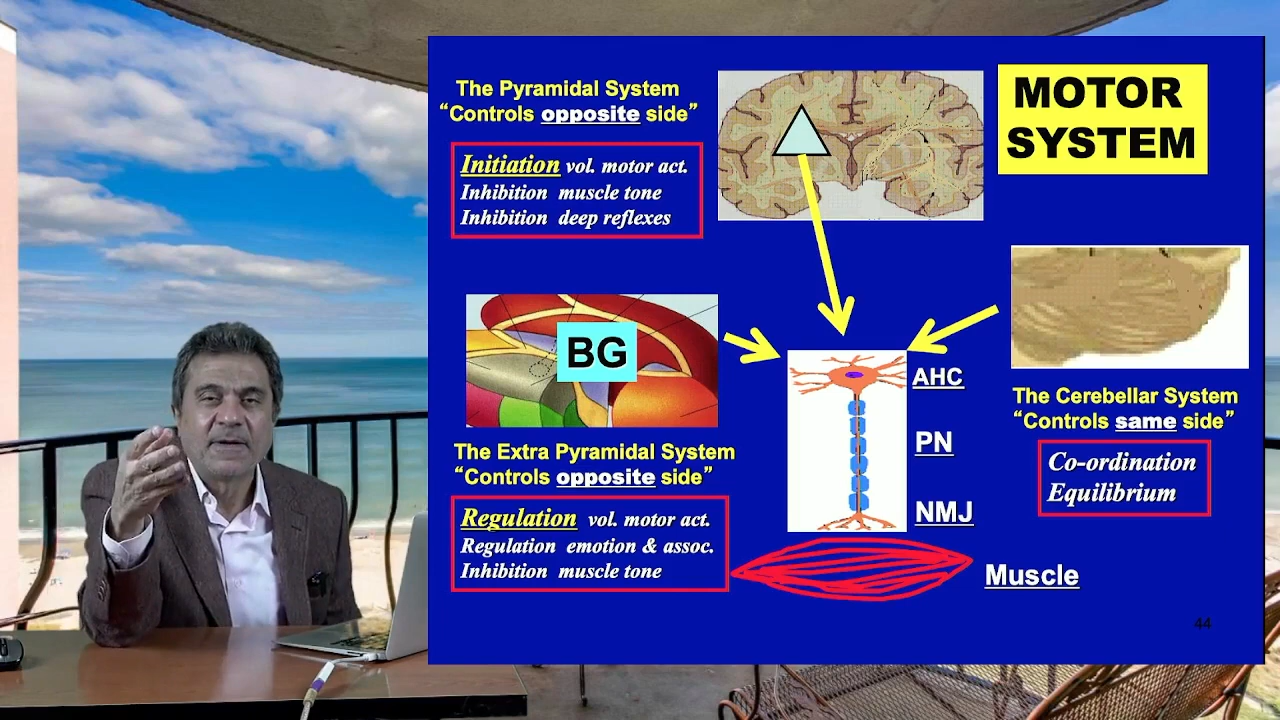 The Pyramidal System
“Controls opposite side”
Initiation vol. motor act.
Inhibition muscle tone
Inhibition deep reflexes
MOTOR
SYSTEM
BG
The Extra Pyramidal System
“Controls opposite side”
Regulation vol. motor act.
Regulation emotion & assoc.
Inhibition muscle tone
AHC
PN
NMJ
Muscle
The Cerebellar System
“Controls same side”
Co-ordination
Equilibrium
44